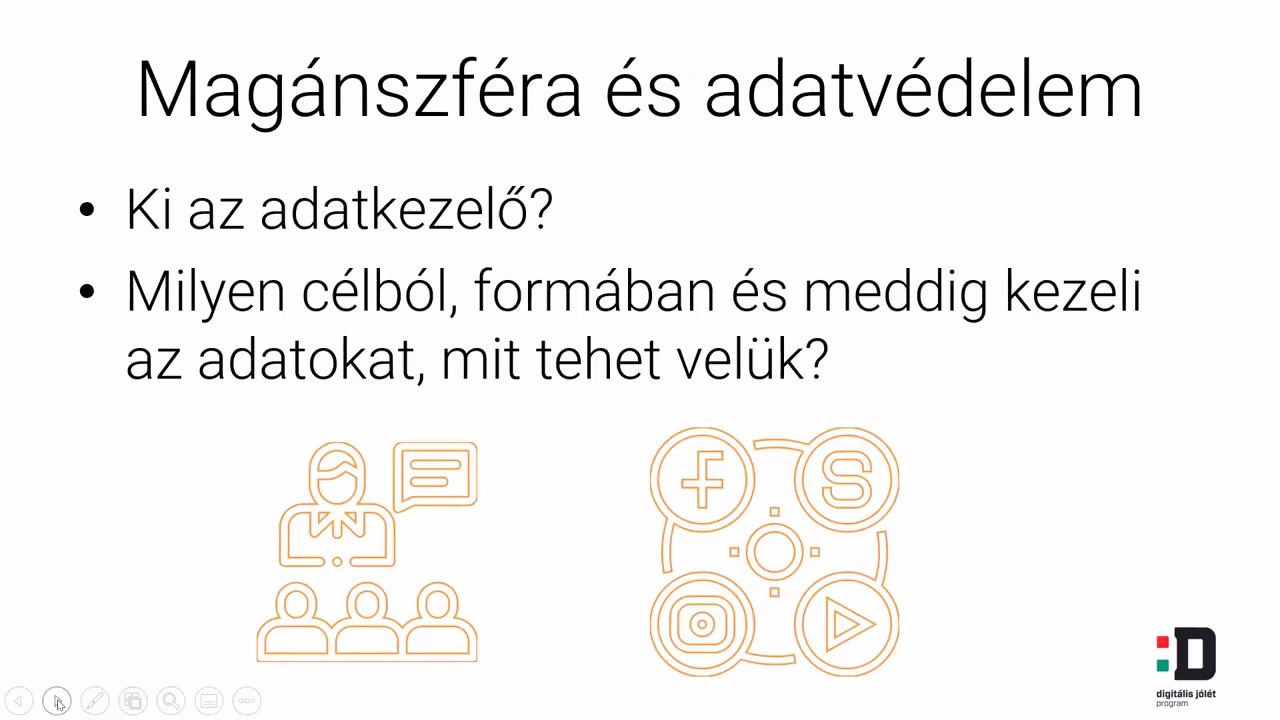 Magánszféra és adatvédelem
• Ki az adatkezelő?
• Milyen célból, formában és meddig kezeli
az adatokat, mit tehet velük?
f
S
:D
digitális jólét
program